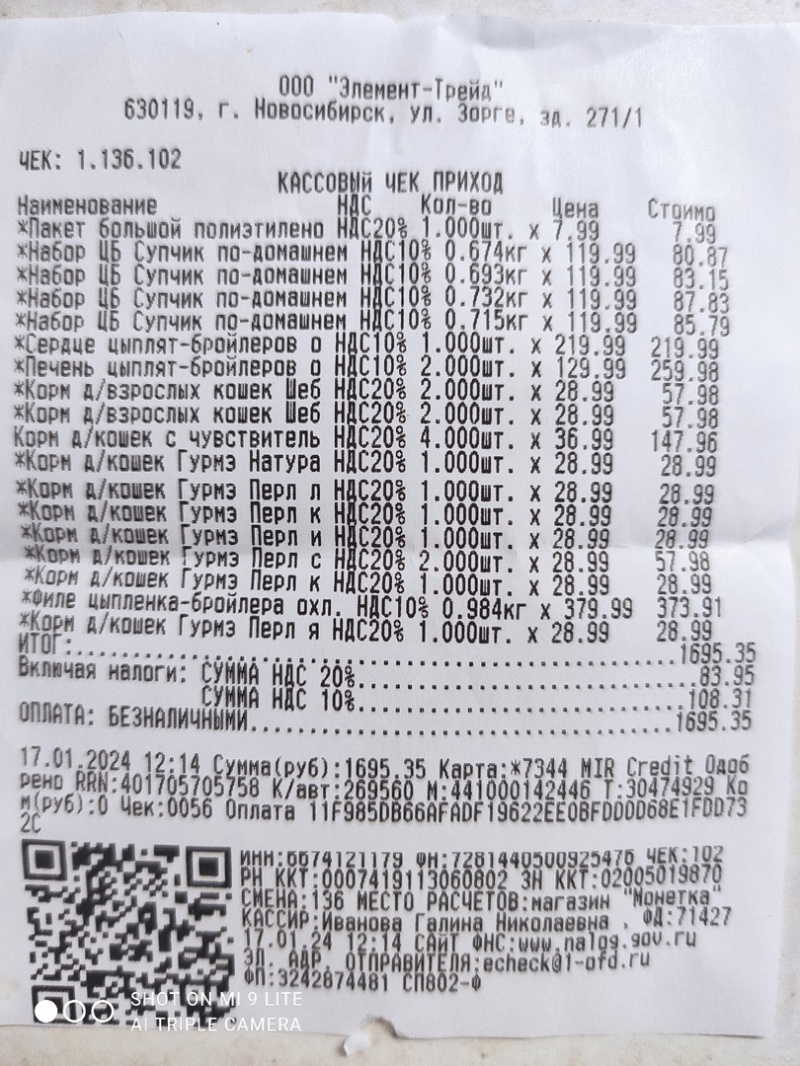 ООО "Элемент-Трейд"
630119, г. Новосибирск, ул. Зорге, зд. 271/1
ЧЕК: 1.136.102
КАССОВЫЙ ЧЕК ПРИХОД
Наименование НДС Кол-во Цена Стоимо
*Пакет большой полиэтилено НДС20% 1.000шт. x 7.99 7.99
*Набор ЦБ Супчик по-домашнем НДС10% 0.674кг x 119.99 80.87
*Набор ЦБ Супчик по-домашнем НДС10% 0.693кг x 119.99 83.15
*Набор ЦБ Супчик по-домашнем НДС10% 0.732кг x 119.99 87.83
*Набор ЦБ Супчик по-домашнем НДС10% 0.715кг x 119.99 85.79
*Сердце цыплят-бройлеров о НДС10% 1.000шт. x 219.99 219.99
*Печень цыплят-бройлеров о НДС10% 2.000шт. x 129.99 259.98
*Корм д/взрослых кошек Шеб НДС20% 2.000шт. x 28.99 57.98
*Корм д/взрослых кошек Шеб НДС20% 2.000шт. x 28.99 57.98
Корм д/кошек с чувствитель НДС20% 4.000шт. x 36.99 147.96
*Корм д/кошек Гурмэ Натура НДС20% 1.000шт. x 28.99 28.99
*Корм д/кошек Гурмэ Перл л НДС20% 1.000шт. x 28.99 28.99
*Корм д/кошек Гурмэ Перл к НДС20% 1.000шт. x 28.99 28.99
*Корм д/кошек Гурмэ Перл и НДС20% 1.000шт. x 28.99 28.99
*Корм д/кошек Гурмэ Перл с НДС20% 2.000шт. x 28.99 57.98
*Корм д/кошек Гурмэ Перл к НДС20% 1.000шт. x 28.99 28.99
*Филе цыпленка-бройлера охл. НДС10% 0.984кг x 379.99 373.91
*Корм д/кошек Гурмэ Перл я НДС20% 1.000шт. x 28.99 28.99
ИТОГ:......1695.35
Включая налоги: СУММА НДС 20%......83.95
СУММА НДС 10%......108.31
ОПЛАТА: БЕЗНАЛИЧНЫМИ......1695.35
17.01.2024 12:14 Сумма(руб):1695.35 Карта:*7344 MIR Credit Одоб
рено RRN:401705705758 К/авт:269560 М:441000142446 Т:30474929 Ко
м(руб):0 Чек:0056 Оплата 11F985DB66AFADF19622EE0BFDDDD68E1FDD73
2C
ИНН:6674121179 ФН:7281440500925476 ЧЕК:102
РН ККТ:0007419113060802 ЗН ККТ:02005019870
СМЕНА:136 МЕСТО РАСЧЕТОВ:магазин "Монетка"
КАССИР:Иванова Галина Николаевна , ФД:71427
17.01.24 12:14 САЙТ ФНС:www.nalog.gov.ru
ЭЛ. АДР. ОТПРАВИТЕЛЯ:echeck@1-ofd.ru
ФП:3242874481 СП802-Ф
SHOT ON MI 9 LITE
AI TRIPLE CAMERA